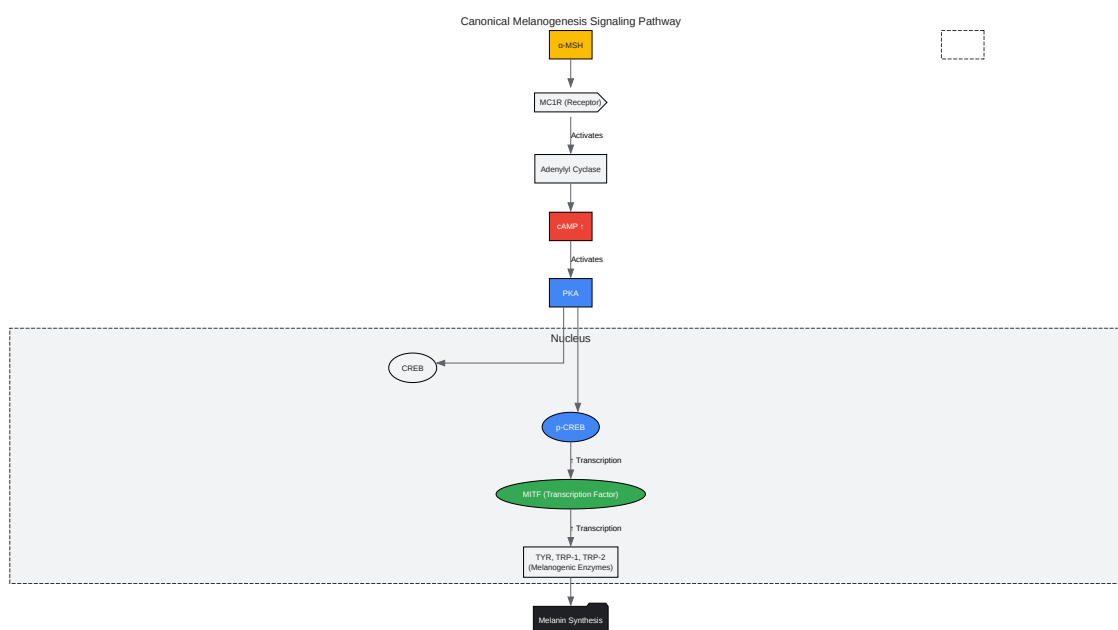 Canonical Melanogenesis Signaling Pathway
α-MSH
MC1R (Receptor)
Activates
Adenylyl Cyclase
cAMP ↑
Activates
PKA
Nucleus
CREB
p-CREB
↑ Transcription
MITF (Transcription Factor)
↑ Transcription
TYR, TRP-1, TRP-2
(Melanogenic Enzymes)
Melanin Synthesis